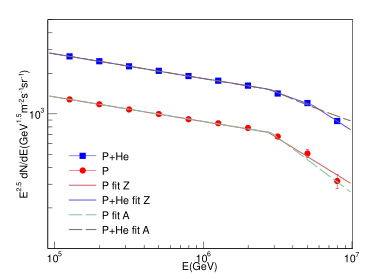 E^2.5 dN/dE(GeV^1.5 m^-2 s^-1 sr^-1)
10^3
P+He
P
P fit Z
P+He fit Z
P fit A
P+He fit A
10^5
10^6
10^7
E(GeV)